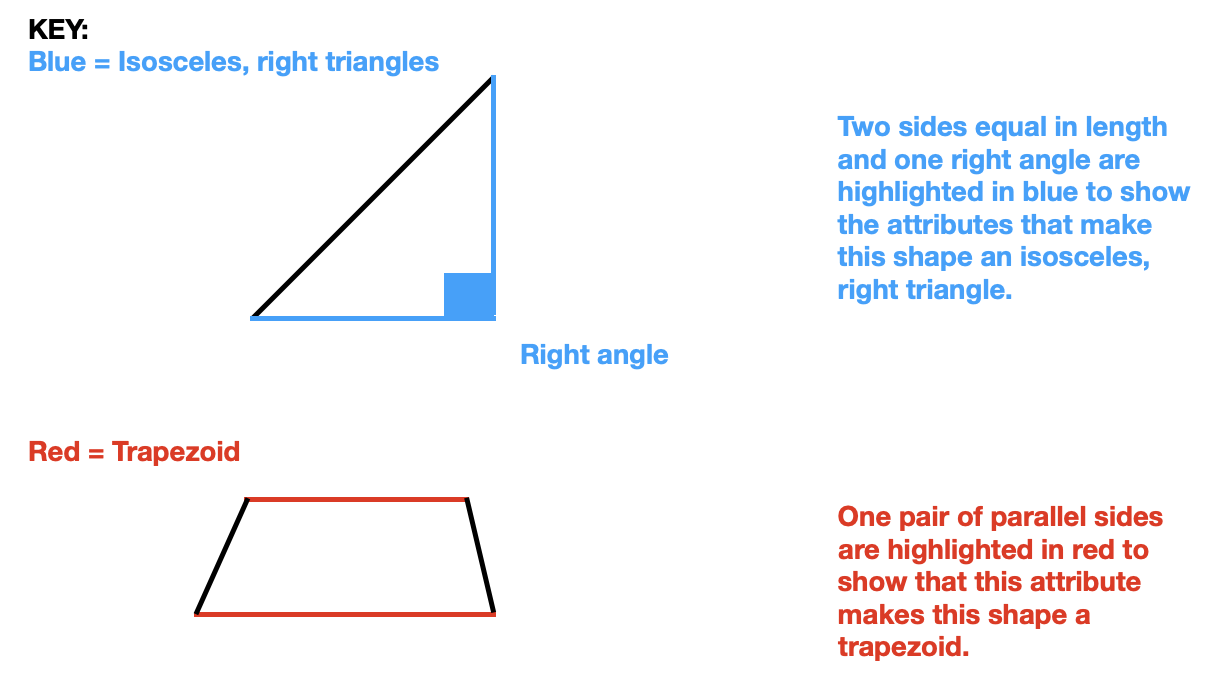 KEY:
Blue = Isosceles, right triangles
Two sides equal in length
and one right angle are
highlighted in blue to show
the attributes that make
this shape an isosceles,
right triangle.
Right angle
Red = Trapezoid
One pair of parallel sides
are highlighted in red to
show that this attribute
makes this shape a
trapezoid.